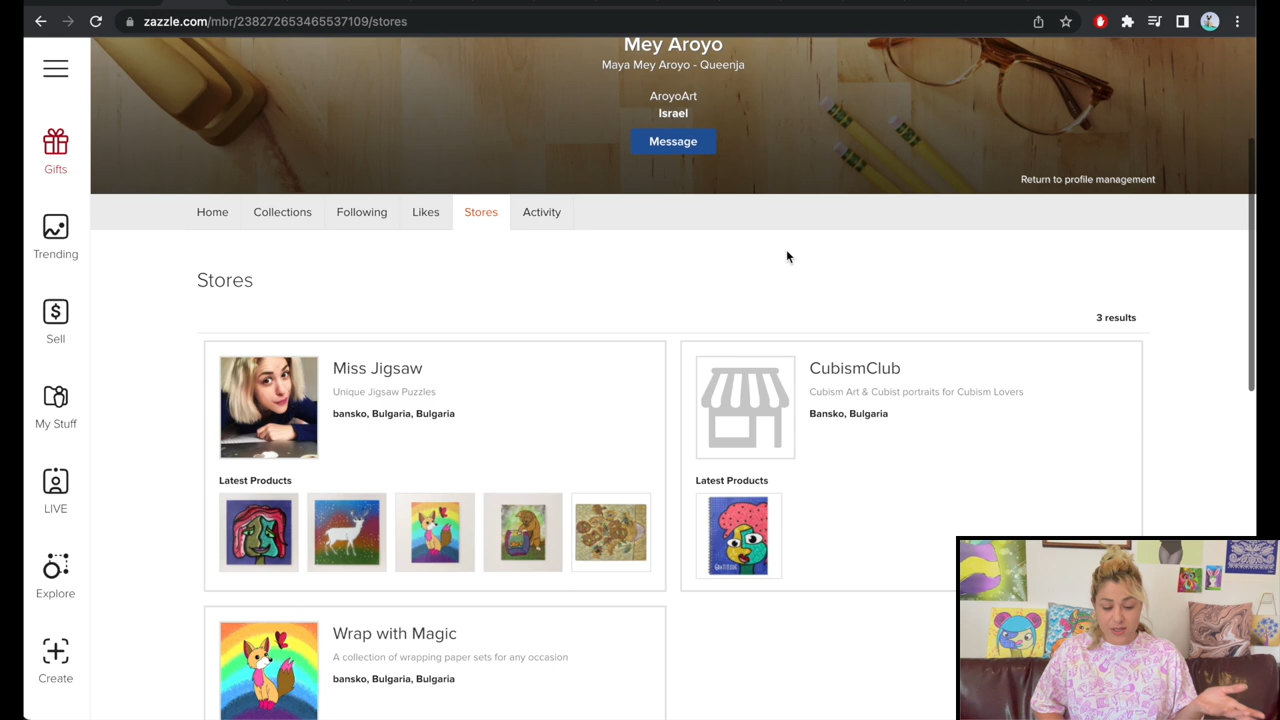 zazzle.com/mbr/238272653465537109/stores
Mey Aroyo
Maya Mey Aroyo - Queenja
AroyoArt
Israel
Message
Return to profile management
Gifts
Trending
Sell
My Stuff
LIVE
Explore
Create
Home
Collections
Following
Likes
Stores
Activity
Stores
3 results
Miss Jigsaw
Unique Jigsaw Puzzles
bansko, Bulgaria, Bulgaria
Latest Products
CubismClub
Cubism Art & Cubist portraits for Cubism Lovers
Bansko, Bulgaria
Latest Products
GRATITUDE
Wrap with Magic
A collection of wrapping paper sets for any occasion
bansko, Bulgaria, Bulgaria